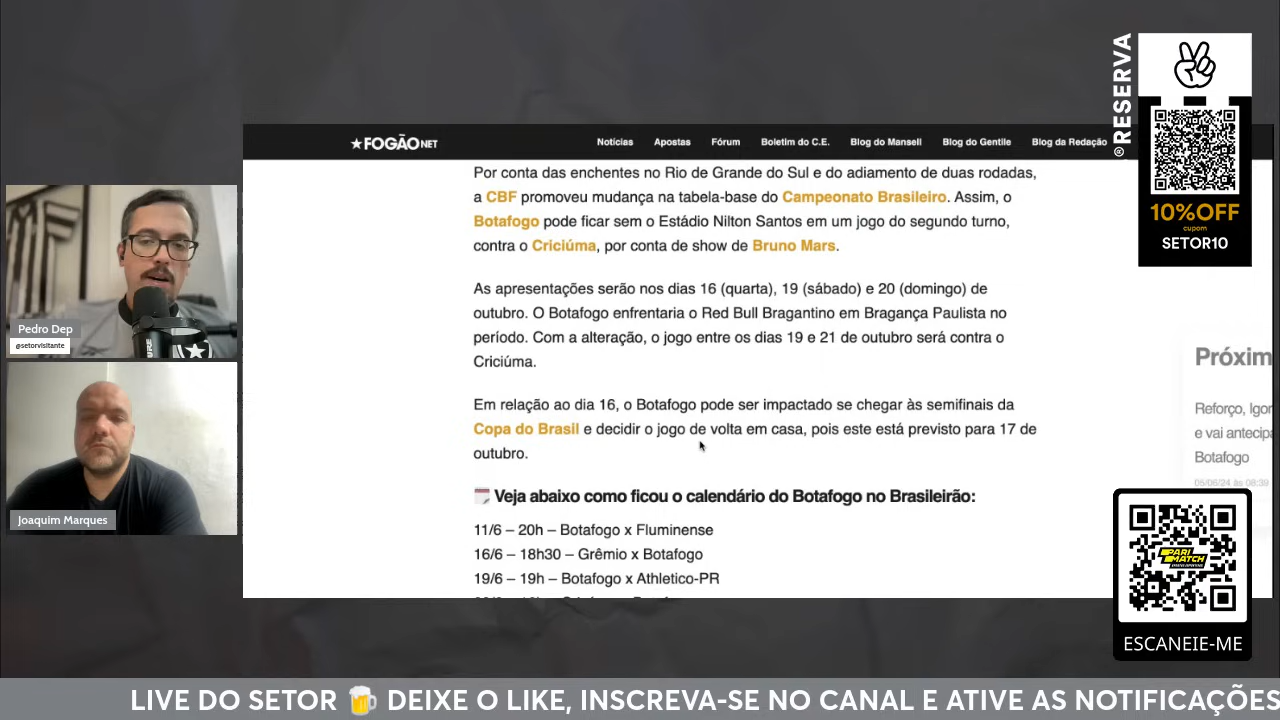 FOGÃO NET
Notícias Apostas Fórum Boletim do C.E. Blog do Mansell Blog do Gentile Blog da Redação
Por conta das enchentes no Rio de Grande do Sul e do adiamento de duas rodadas,
a CBF promoveu mudança na tabela-base do Campeonato Brasileiro. Assim, o
Botafogo pode ficar sem o Estádio Nilton Santos em um jogo do segundo turno,
contra o Criciúma, por conta de show de Bruno Mars.
As apresentações serão nos dias 16 (quarta), 19 (sábado) e 20 (domingo) de
outubro. O Botafogo enfrentaria o Red Bull Bragantino em Bragança Paulista no
período. Com a alteração, o jogo entre os dias 19 e 21 de outubro será contra o
Criciúma.
Em relação ao dia 16, o Botafogo pode ser impactado se chegar às semifinais da
Copa do Brasil e decidir o jogo de volta em casa, pois este está previsto para 17 de
outubro.
Veja abaixo como ficou o calendário do Botafogo no Brasileirão:
11/6 – 20h – Botafogo x Fluminense
16/6 – 18h30 – Grêmio x Botafogo
19/6 – 19h – Botafogo x Athletico-PR
Próxim
Reforço, Igor
e vai antecipa
Botafogo
05/06/24 às 08:39
Pedro Dep
@setorvisitante
Joaquim Marques
®RESERVA
10%OFF
cupom
SETOR10
PARI MATCH
ESCANEIE-ME
LIVE DO SETOR 🍺 DEIXE O LIKE, INSCREVA-SE NO CANAL E ATIVE AS NOTIFICAÇÕES